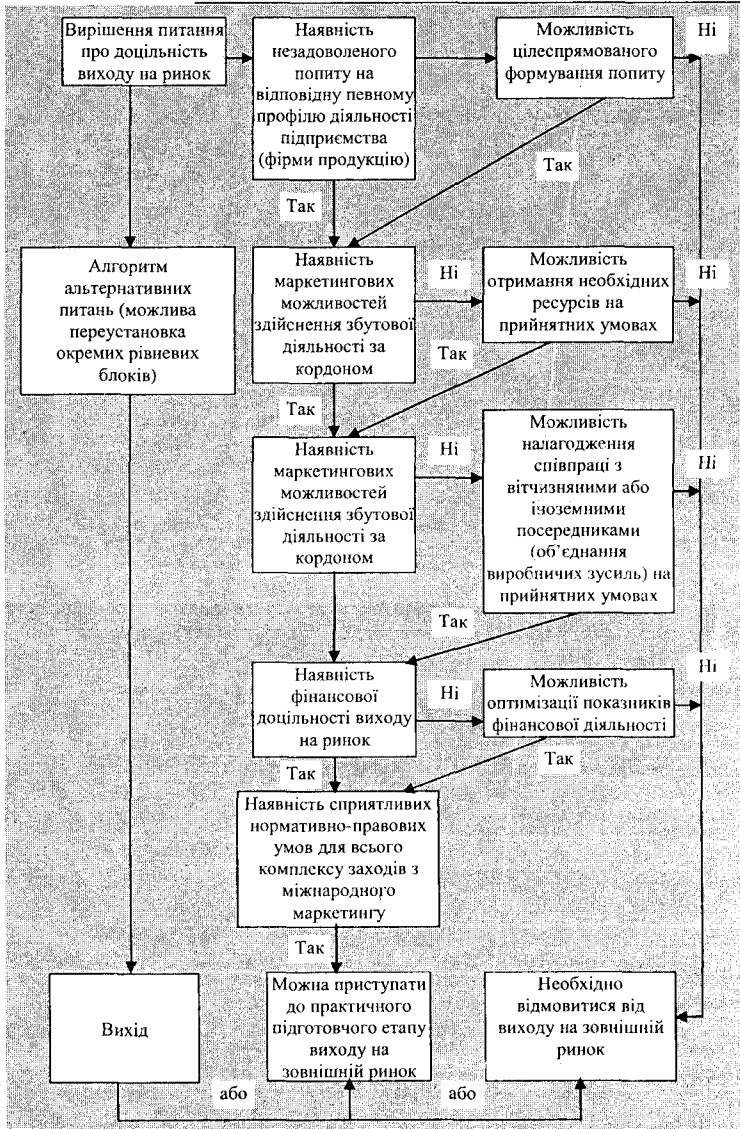 Вирішення питання
про доцільність
виходу на ринок
Наявність
незадоволеного
попиту на
відповідну певному
профілю діяльності
підприємства
(фірми продукцію)
Можливість
цілеспрямованого
формування попиту
Ні
Так
Так
Алгоритм
альтернативних
питань (можлива
переустановка
окремих рівневих
блоків)
Наявність
маркетингових
можливостей
здійснення збутової
діяльності за
кордоном
Ні
Можливість
отримання необхідних
ресурсів на
прийнятних умовах
Ні
Так
Так
Наявність
маркетингових
можливостей
здійснення збутової
діяльності за
кордоном
Ні
Можливість
налагодження
співпраці з
вітчизняними або
іноземними
посередниками
(об’єднання
виробничих зусиль) на
прийнятних умовах
Ні
Так
Наявність
фінансової
доцільності виходу
на ринок
Ні
Можливість
оптимізації показників
фінансової діяльності
Ні
Так
Так
Наявність сприятливих
нормативно-правових
умов для всього
комплексу заходів з
міжнародного
маркетингу
Так
Вихід
Можна приступати
до практичного
підготовчого етапу
виходу на
зовнішній ринок
Необхідно
відмовитися від
виходу на зовнішній
ринок
або
або